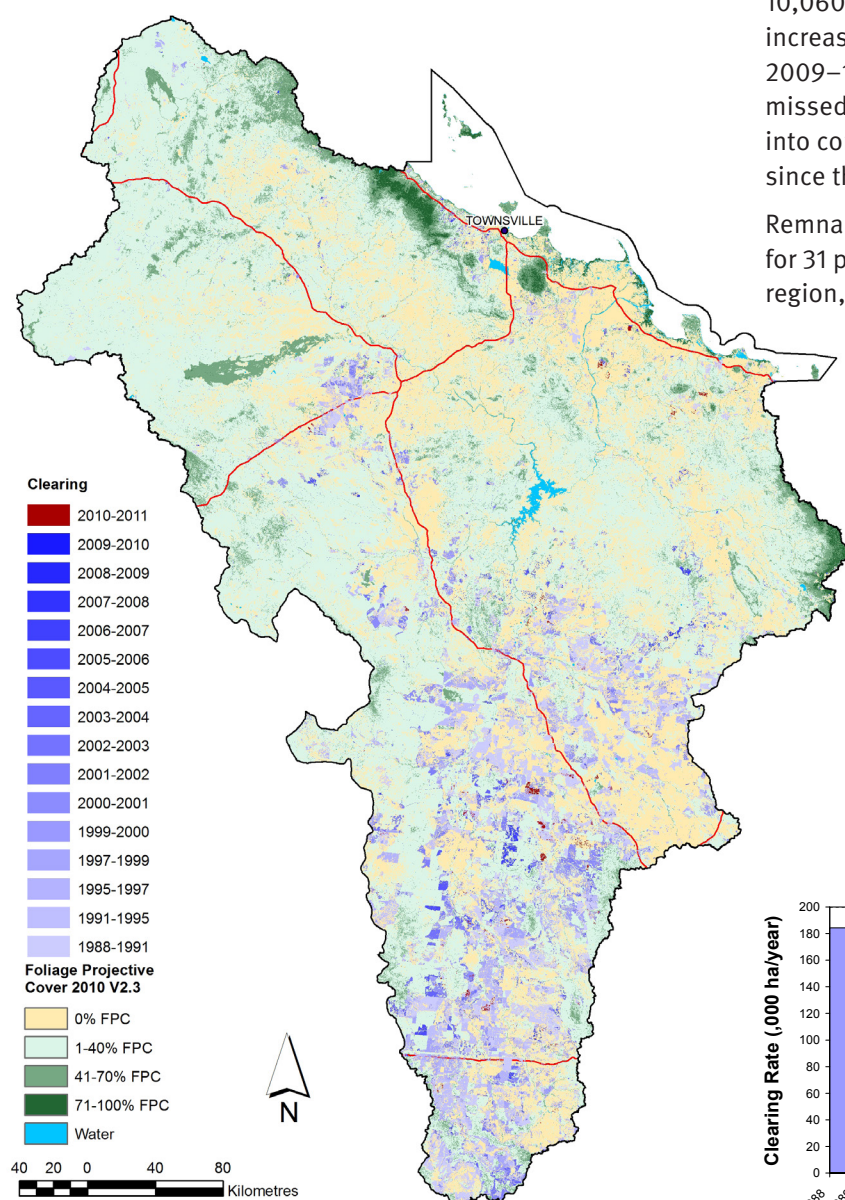 10,060
increas
2009–1
missed
into co
since th
Remna
for 31 p
region,
TOWNSVILLE
Clearing
2010-2011
2009-2010
2008-2009
2007-2008
2006-2007
2005-2006
2004-2005
2003-2004
2002-2003
2001-2002
2000-2001
1999-2000
1997-1999
1995-1997
1991-1995
1988-1991
Foliage Projective
Cover 2010 V2.3
0% FPC
1-40% FPC
41-70% FPC
71-100% FPC
Water
N
40 20 0 40 80
Kilometres
Clearing Rate (,000 ha/year)
200
180
160
140
120
100
80
60
40
20
0